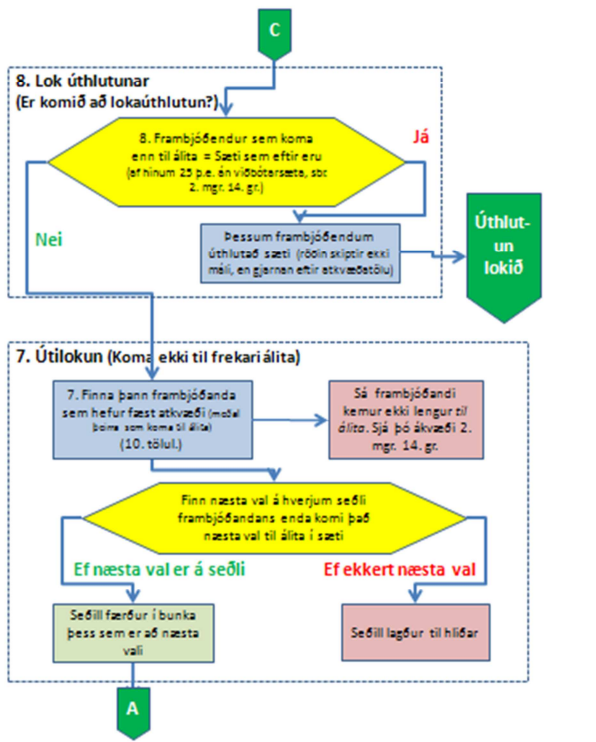 C
8. Lok úthlutunar
(Er komið að lokaúthlutun?)
8. Frambjóðendur sem koma
enn til álita = Sæti sem eftir eru
(af hinum 25 þ.e. án viðbótarsæta, sbr.
2. mgr. 14. gr.)
Já
Nei
Þessum frambjóðendum
úthlutað sæti (röðin skiptir ekki
máli, en gjarnan eftir atkvæðatölu)
Úthlut-
un
lokið
7. Útilokun (Koma ekki til frekari álita)
7. Finna þann frambjóðanda
sem hefur fæst atkvæði (meðal
þeirra sem koma til álita)
(10. tölul.)
Sá frambjóðandi
kemur ekki lengur til
álita. Sjá þó ákvæði 2.
mgr. 14. gr.
Finn næsta val á hverjum seðli
frambjóðandans enda komi það
næsta val til álita í sæti
Ef næsta val er á seðli
Ef ekkert næsta val
Seðill færður í bunka
þess sem er að næsta
vali
Seðill lagður til hliðar
A